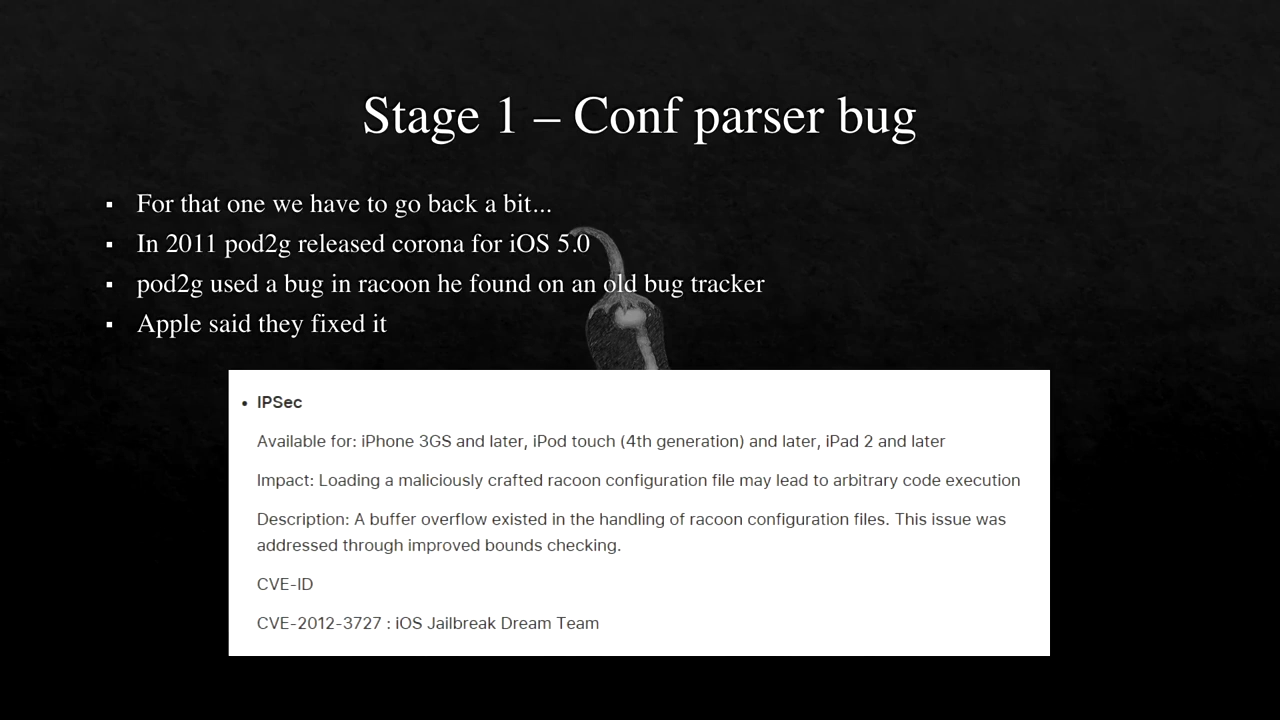 Stage 1 – Conf parser bug
▪ For that one we have to go back a bit…
▪ In 2011 pod2g released corona for iOS 5.0
▪ pod2g used a bug in racoon he found on an old bug tracker
▪ Apple said they fixed it
• IPSec
Available for: iPhone 3GS and later, iPod touch (4th generation) and later, iPad 2 and later
Impact: Loading a maliciously crafted racoon configuration file may lead to arbitrary code execution
Description: A buffer overflow existed in the handling of racoon configuration files. This issue was
addressed through improved bounds checking.
CVE-ID
CVE-2012-3727 : iOS Jailbreak Dream Team